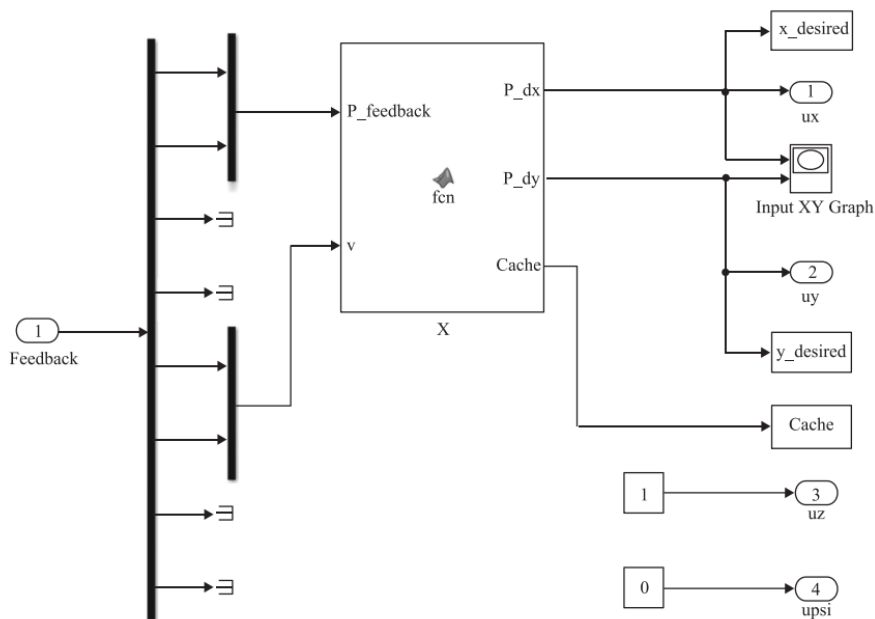 x_desired
P_dx
1
ux
P_feedback
fcn
P_dy
Input XY Graph
v
Cache
2
uy
X
1
Feedback
y_desired
Cache
1
3
uz
0
4
upsi